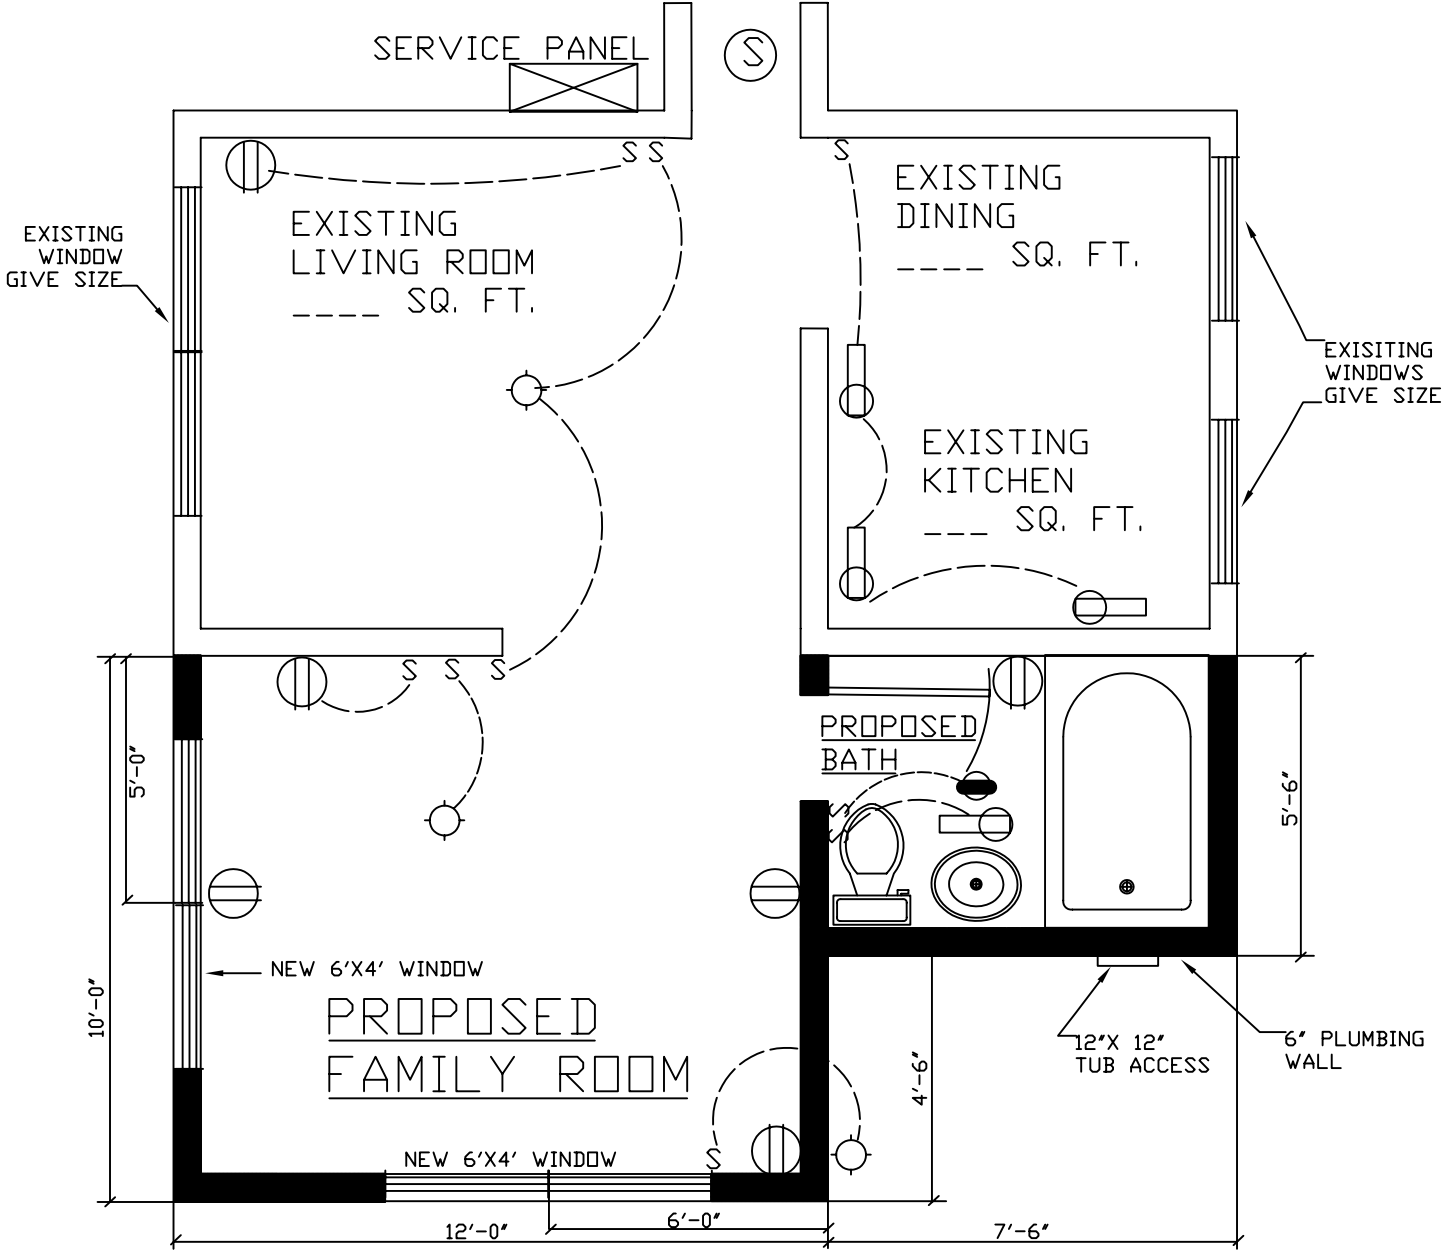 SERVICE PANEL
S
S S
S
EXISTING
LIVING ROOM
____ SQ. FT.
EXISTING
DINING
____ SQ. FT.
EXISTING
WINDOW
GIVE SIZE
EXISITING
WINDOWS
GIVE SIZE
EXISTING
KITCHEN
___ SQ. FT.
S S S
PROPOSED
BATH
S
S
5'-0"
5'-6"
10'-0"
NEW 6'X4' WINDOW
PROPOSED
FAMILY ROOM
4'-6"
12"X 12"
TUB ACCESS
6" PLUMBING
WALL
NEW 6'X4' WINDOW
S
12'-0"
6'-0"
7'-6"